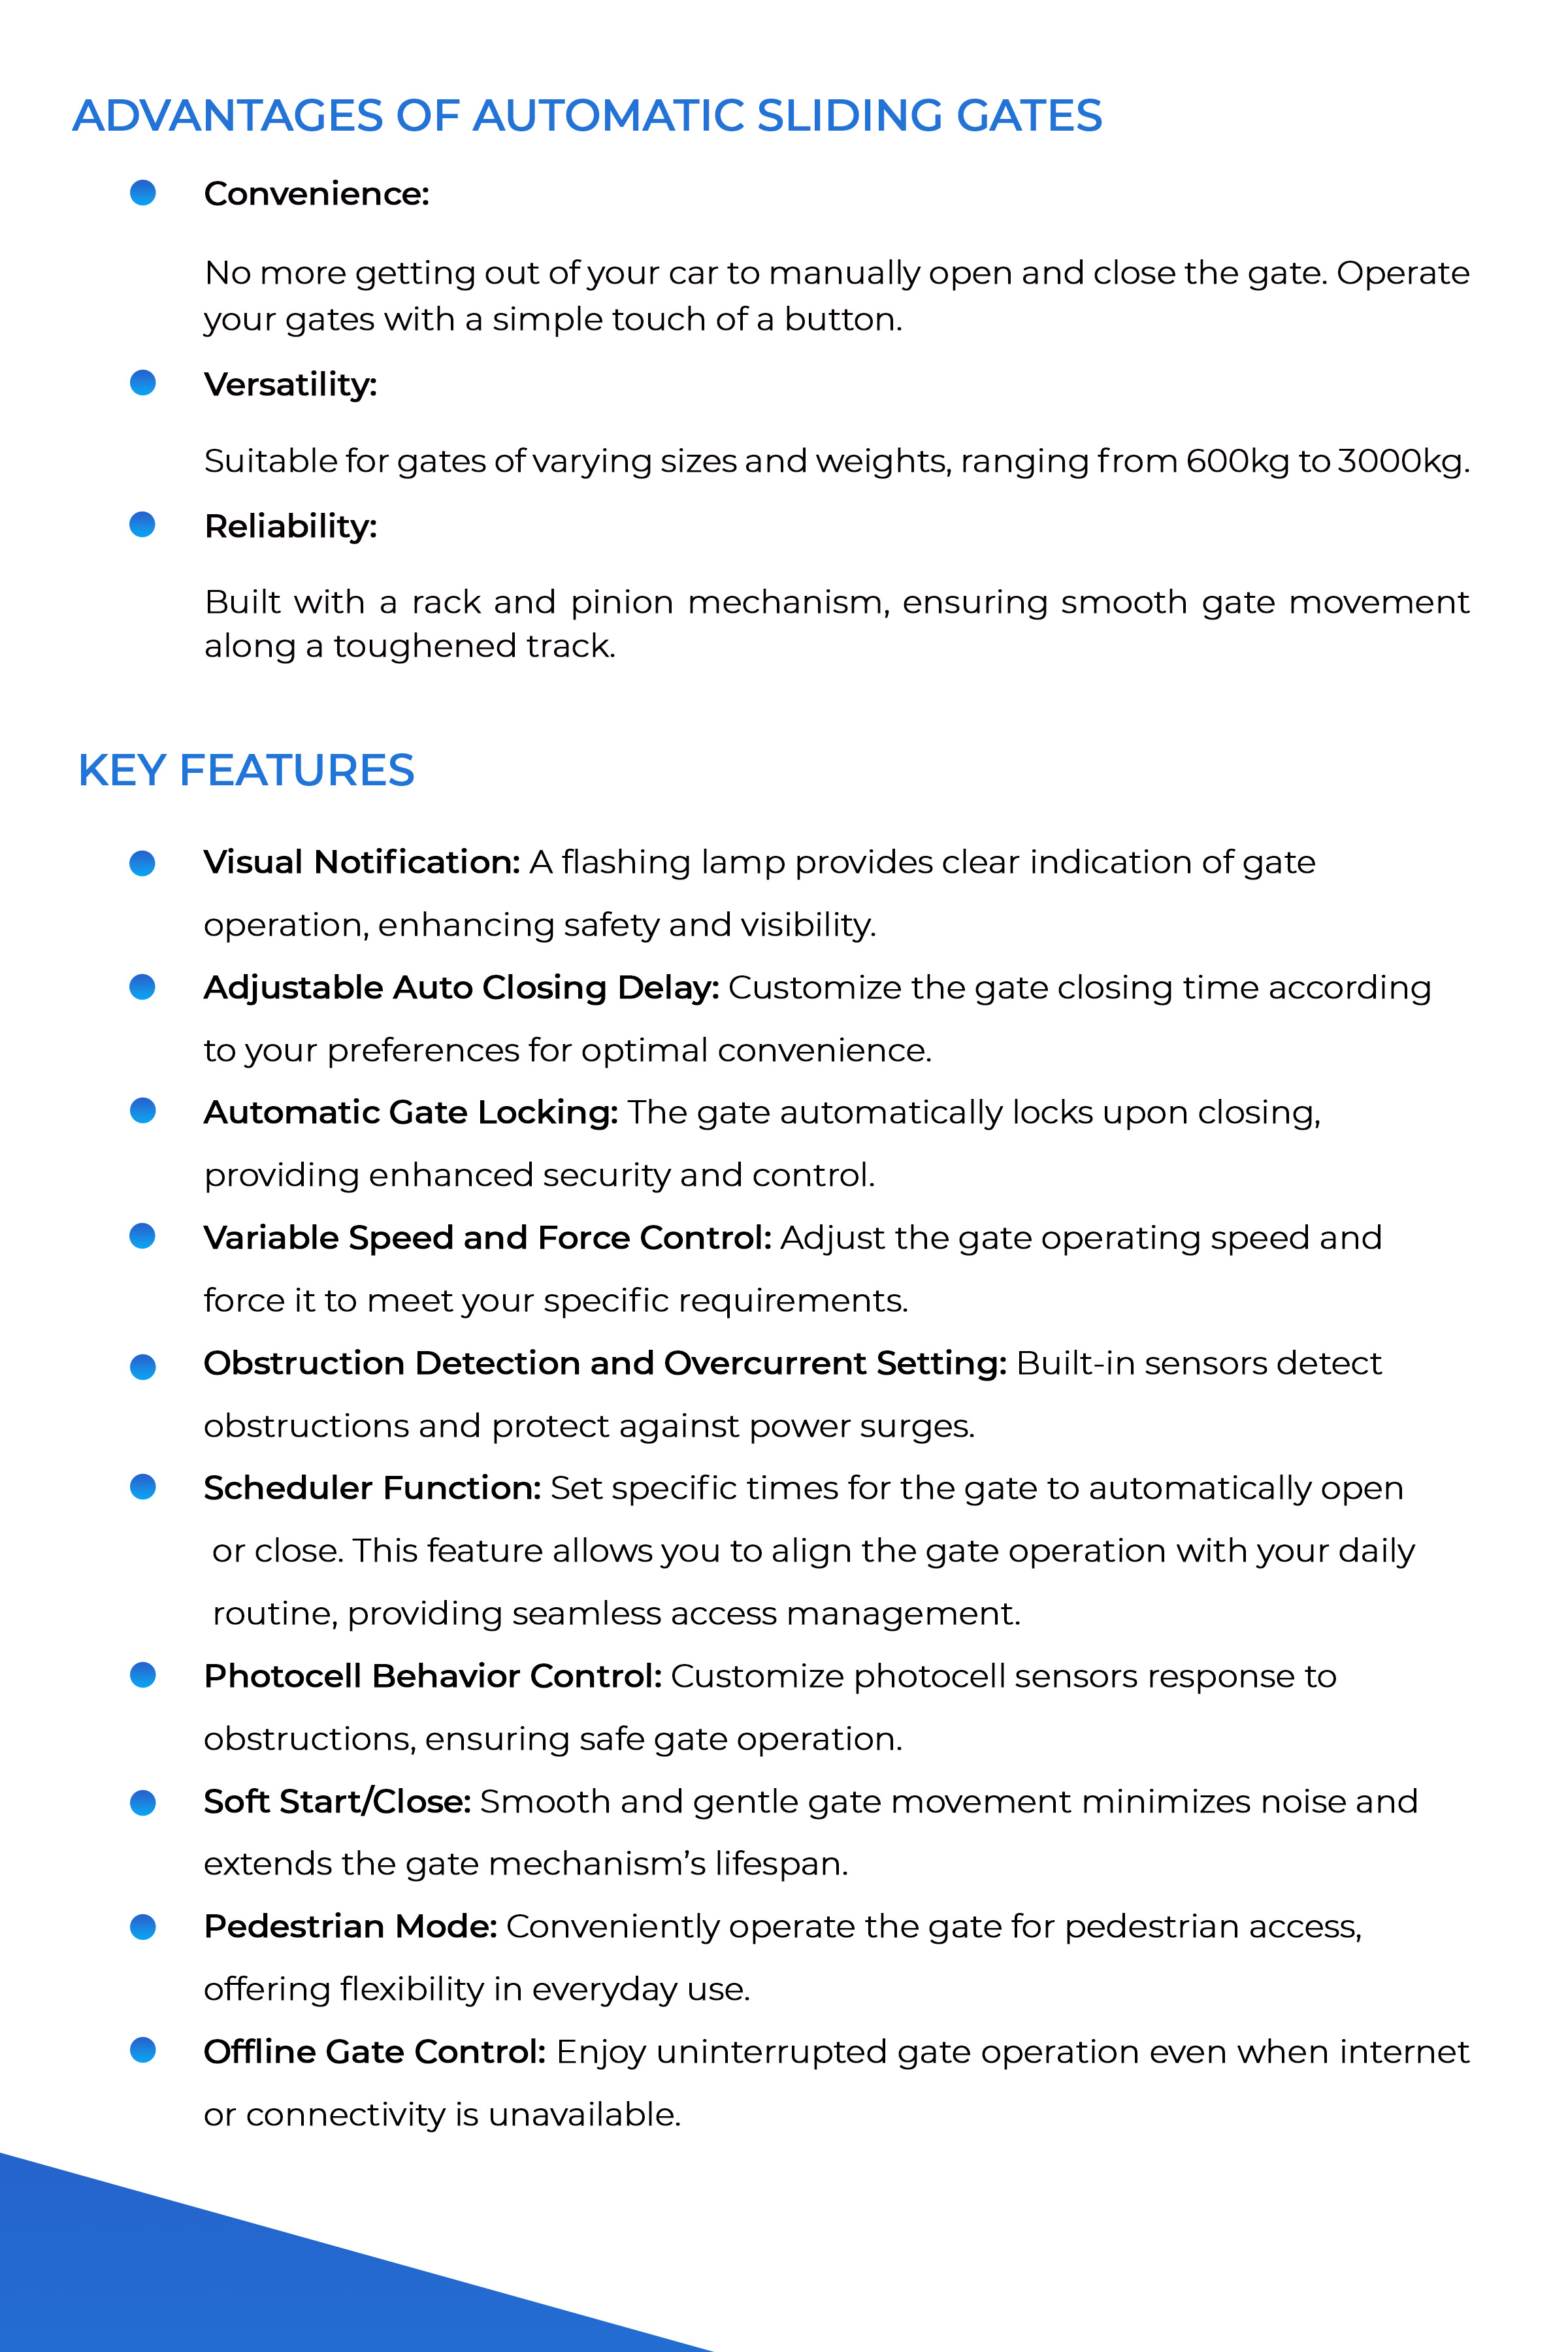 ADVANTAGES OF AUTOMATIC SLIDING GATES
Convenience:
No more getting out of your car to manually open and close the gate. Operate
your gates with a simple touch of a button.
Versatility:
Suitable for gates of varying sizes and weights, ranging from 600kg to 3000kg.
Reliability:
Built with a rack and pinion mechanism, ensuring smooth gate movement
along a toughened track.
KEY FEATURES
Visual Notification: A flashing lamp provides clear indication of gate
operation, enhancing safety and visibility.
Adjustable Auto Closing Delay: Customize the gate closing time according
to your preferences for optimal convenience.
Automatic Gate Locking: The gate automatically locks upon closing,
providing enhanced security and control.
Variable Speed and Force Control: Adjust the gate operating speed and
force it to meet your specific requirements.
Obstruction Detection and Overcurrent Setting: Built-in sensors detect
obstructions and protect against power surges.
Scheduler Function: Set specific times for the gate to automatically open
or close. This feature allows you to align the gate operation with your daily
routine, providing seamless access management.
Photocell Behavior Control: Customize photocell sensors response to
obstructions, ensuring safe gate operation.
Soft Start/Close: Smooth and gentle gate movement minimizes noise and
extends the gate mechanism’s lifespan.
Pedestrian Mode: Conveniently operate the gate for pedestrian access,
offering flexibility in everyday use.
Offline Gate Control: Enjoy uninterrupted gate operation even when internet
or connectivity is unavailable.